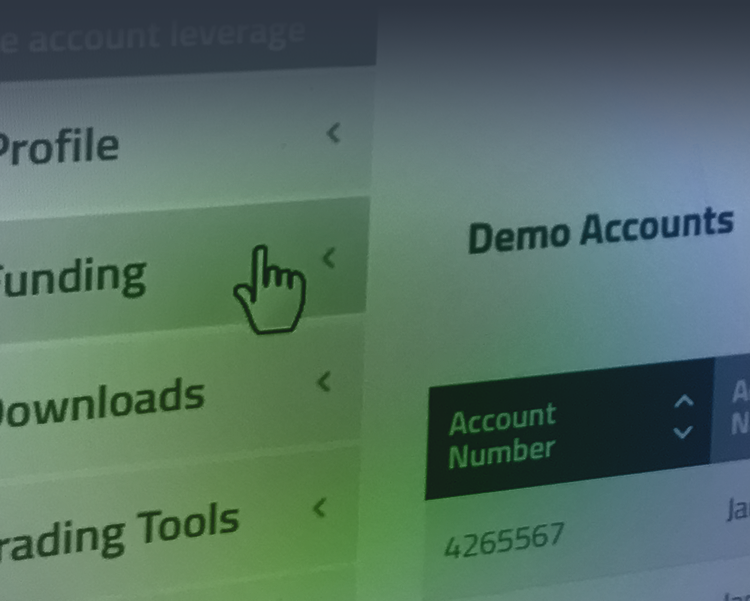 e account leverage
Profile
Funding
Downloads
rading Tools
Demo Accounts
Account
Number
A
N
4265567
Ja